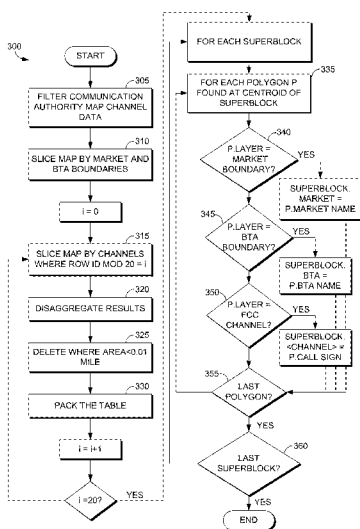 300
START
305
FILTER COMMUNICATION
AUTHORITY MAP CHANNEL
DATA
310
SLICE MAP BY MARKET AND
BTA BOUNDARIES
i = 0
315
SLICE MAP BY CHANNELS
WHERE ROW ID MOD 20 = i
320
DISAGGREGATE RESULTS
325
DELETE WHERE AREA<0.01
MILE
330
PACK THE TABLE
i = i+1
i =20?
YES
FOR EACH SUPERBLOCK
335
FOR EACH POLYGON P
FOUND AT CENTROID OF
SUPERBLOCK
340
P.LAYER =
MARKET
BOUNDARY?
YES
SUPERBLOCK.
MARKET =
P.MARKET NAME
345
P.LAYER =
BTA
BOUNDARY?
YES
SUPERBLOCK.
BTA =
P.BTA NAME
350
P.LAYER =
FCC
CHANNEL?
YES
SUPERBLOCK.
<CHANNEL> =
P.CALL SIGN
355
LAST
POLYGON?
YES
360
LAST
SUPERBLOCK?
YES
END